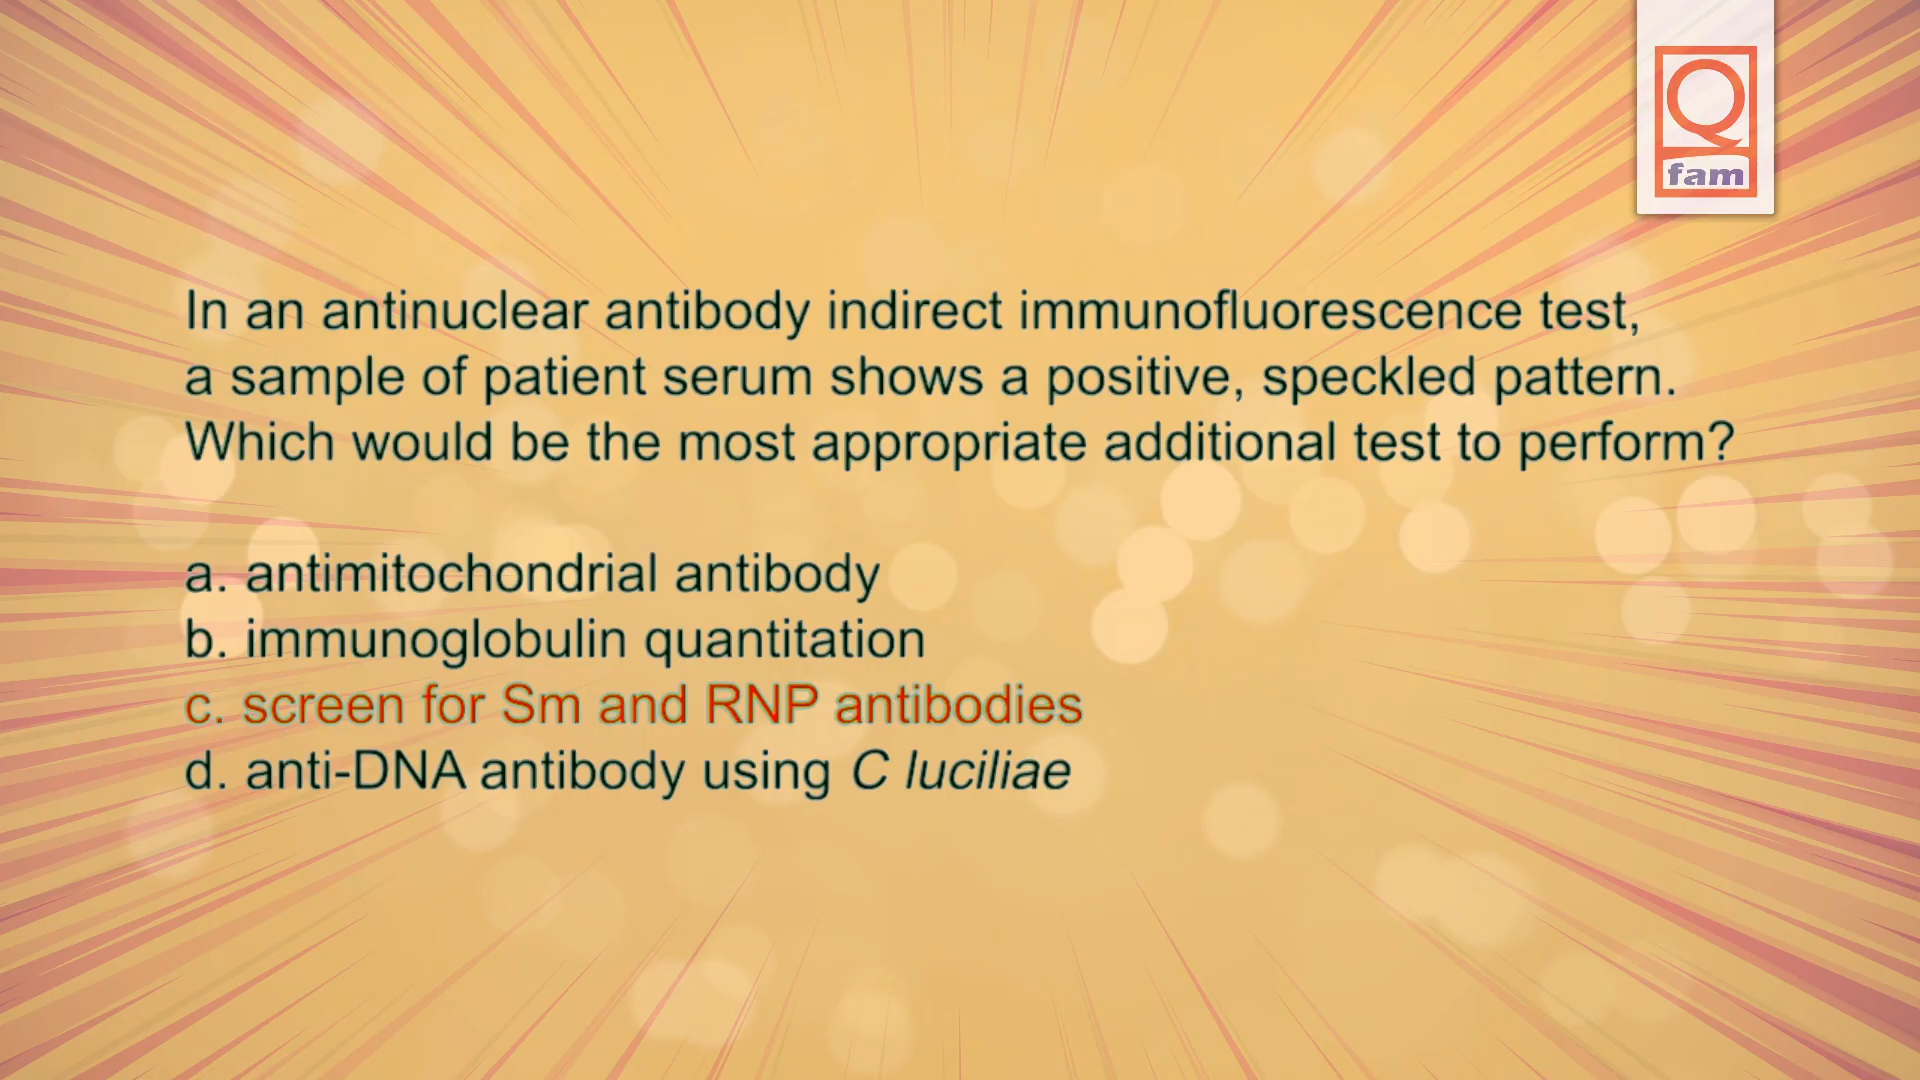 Q
fam
In an antinuclear antibody indirect immunofluorescence test,
a sample of patient serum shows a positive, speckled pattern.
Which would be the most appropriate additional test to perform?
a. antimitochondrial antibody
b. immunoglobulin quantitation
c. screen for Sm and RNP antibodies
d. anti-DNA antibody using C luciliae